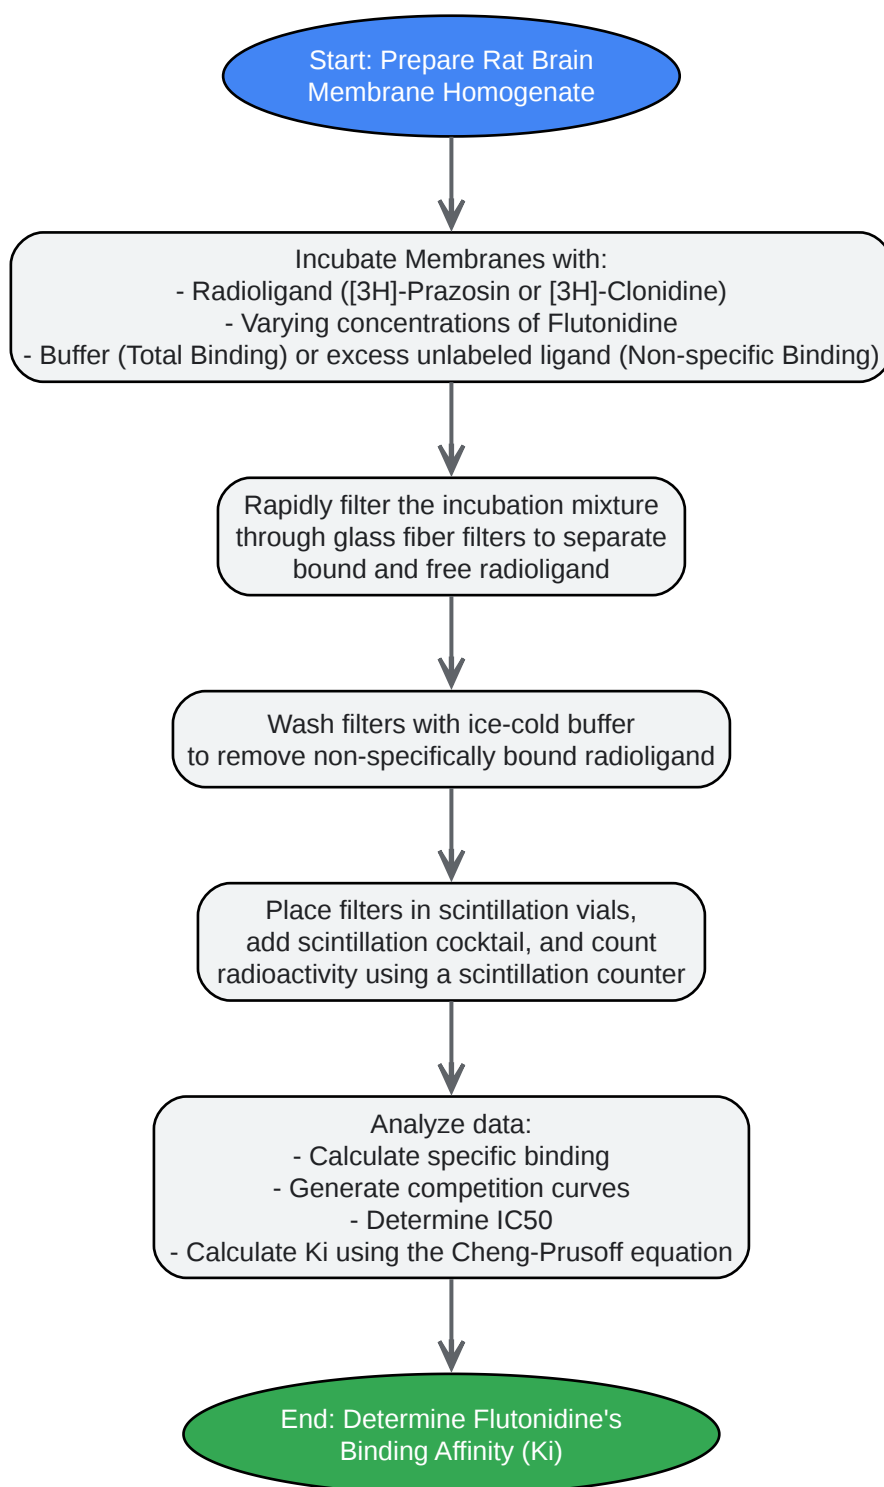 Start: Prepare Rat Brain
Membrane Homogenate
Incubate Membranes with:
- Radioligand ([3H]-Prazosin or [3H]-Clonidine)
- Varying concentrations of Flutonidine
- Buffer (Total Binding) or excess unlabeled ligand (Non-specific Binding)
Rapidly filter the incubation mixture
through glass fiber filters to separate
bound and free radioligand
Wash filters with ice-cold buffer
to remove non-specifically bound radioligand
Place filters in scintillation vials,
add scintillation cocktail, and count
radioactivity using a scintillation counter
Analyze data:
- Calculate specific binding
- Generate competition curves
- Determine IC50
- Calculate Ki using the Cheng-Prusoff equation
End: Determine Flutonidine's
Binding Affinity (Ki)